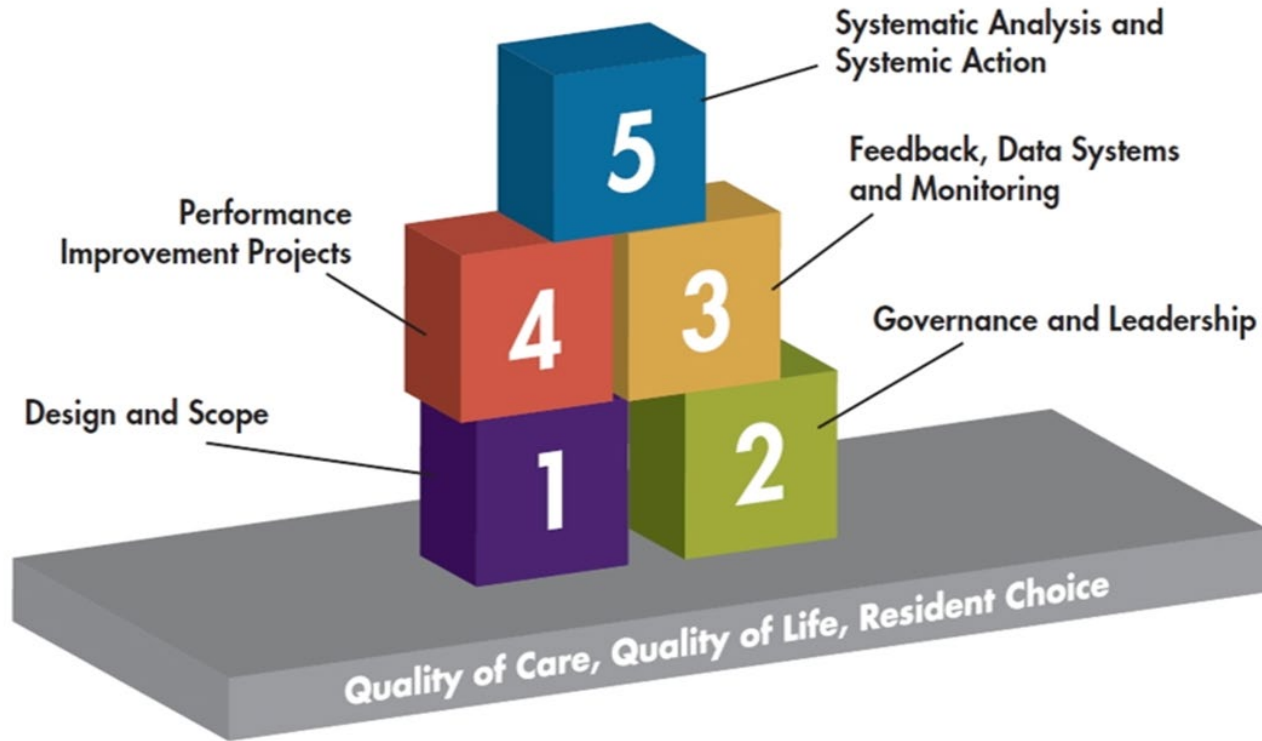 Systematic Analysis and
Systemic Action
5
Feedback, Data Systems
and Monitoring
Performance
Improvement Projects
4
3
Governance and Leadership
Design and Scope
1
2
Quality of Care, Quality of Life, Resident Choice